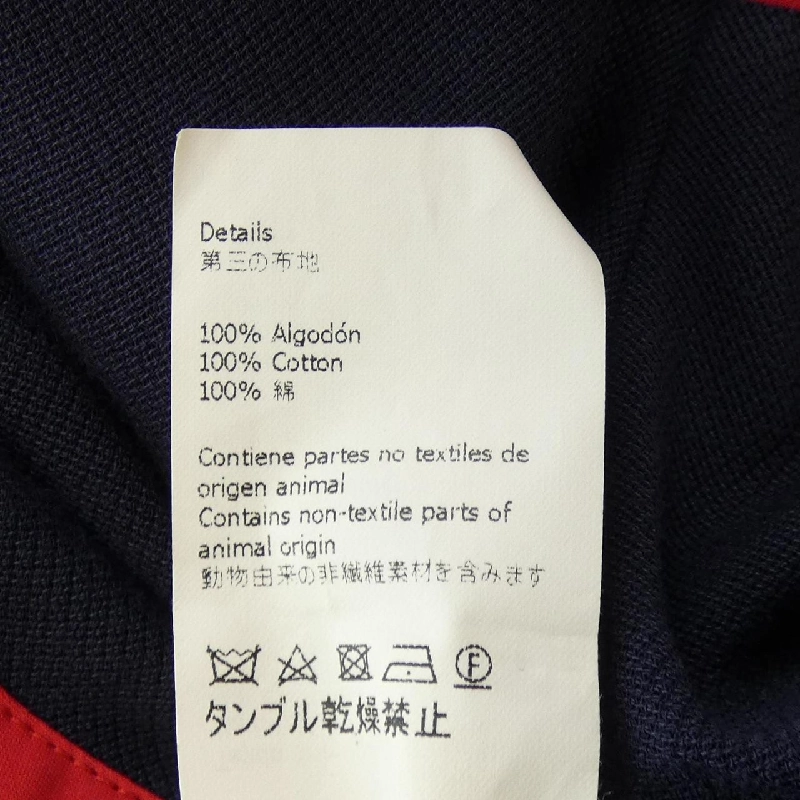 Details
第三の布地
100% Algodón
100% Cotton
100% 綿
Contiene partes no textiles de
origen animal
Contains non-textile parts of
animal origin
動物由来の非繊維素材を含みます
F
タンブル乾燥禁止